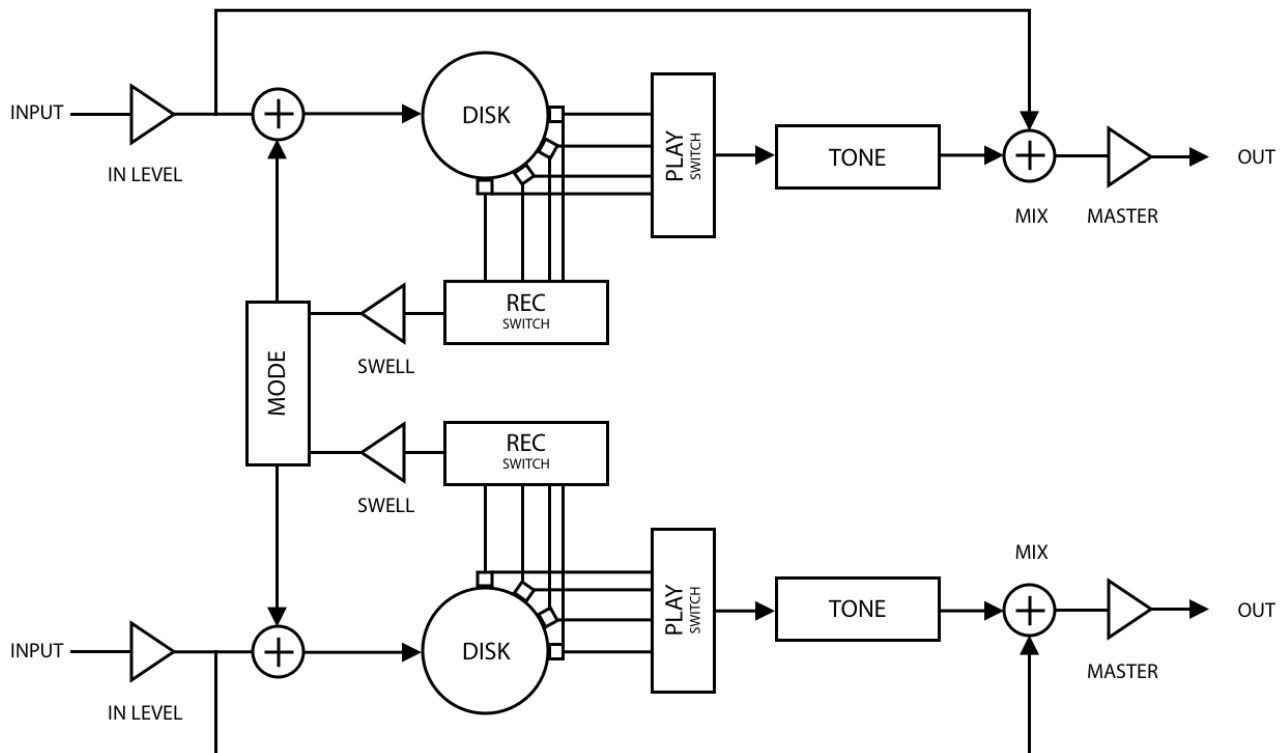 INPUT
IN LEVEL
DISK
PLAY
SWITCH
TONE
MIX
MASTER
OUT
REC
SWITCH
SWELL
MODE
REC
SWITCH
SWELL
INPUT
IN LEVEL
DISK
PLAY
SWITCH
TONE
MIX
MASTER
OUT